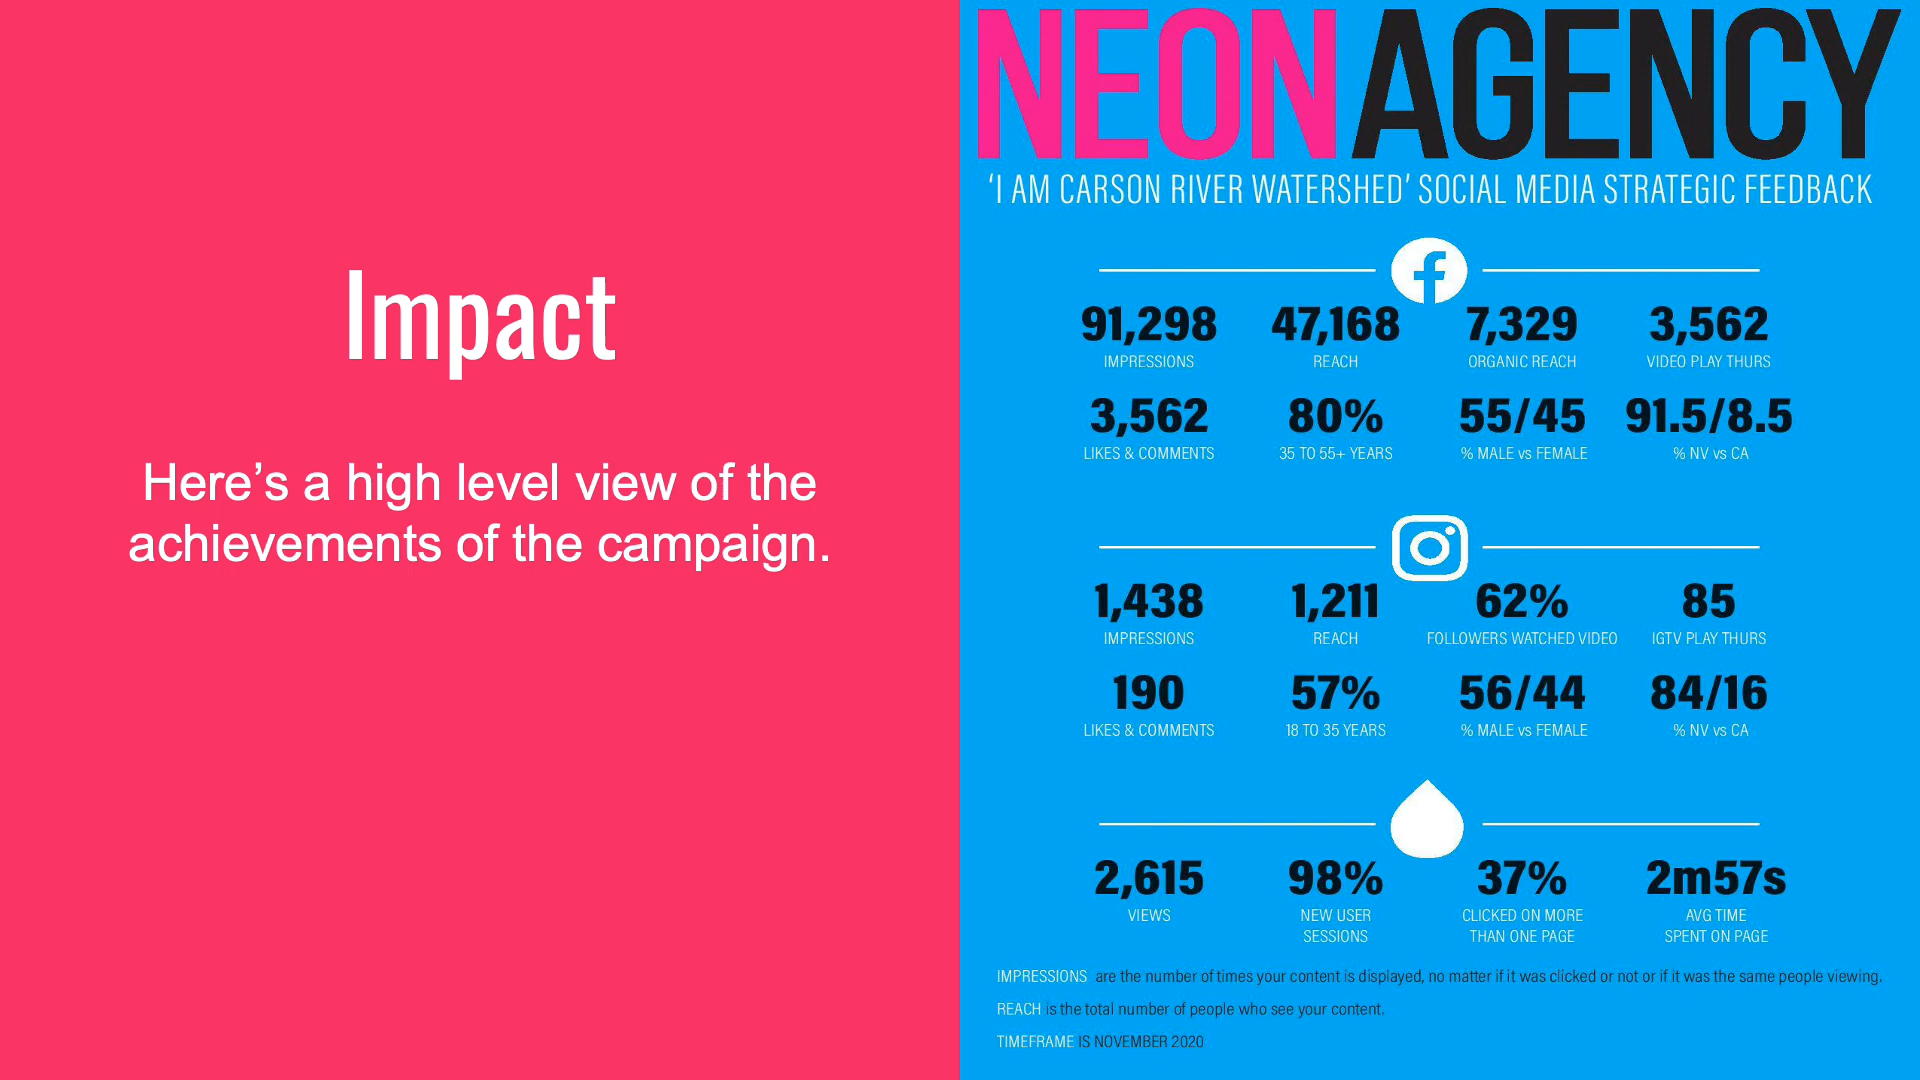 Impact
Here’s a high level view of the
achievements of the campaign.
NEONAGENCY
‘I AM CARSON RIVER WATERSHED’ SOCIAL MEDIA STRATEGIC FEEDBACK
91,298 47,168 7,329 3,562
IMPRESSIONS REACH ORGANIC REACH VIDEO PLAY THURS
3,562 80% 55/45 91.5/8.5
LIKES & COMMENTS 35 TO 55+ YEARS % MALE vs FEMALE % NV vs CA
1,438 1,211 62% 85
IMPRESSIONS REACH FOLLOWERS WATCHED VIDEO IGTV PLAY THURS
190 57% 56/44 84/16
LIKES & COMMENTS 18 TO 35 YEARS % MALE vs FEMALE % NV vs CA
2,615 98% 37% 2m57s
VIEWS NEW USER CLICKED ON MORE AVG TIME
SESSIONS THAN ONE PAGE SPENT ON PAGE
IMPRESSIONS are the number of times your content is displayed, no matter if it was clicked or not or if it was the same people viewing.
REACH is the total number of people who see your content.
TIMEFRAME IS NOVEMBER 2020